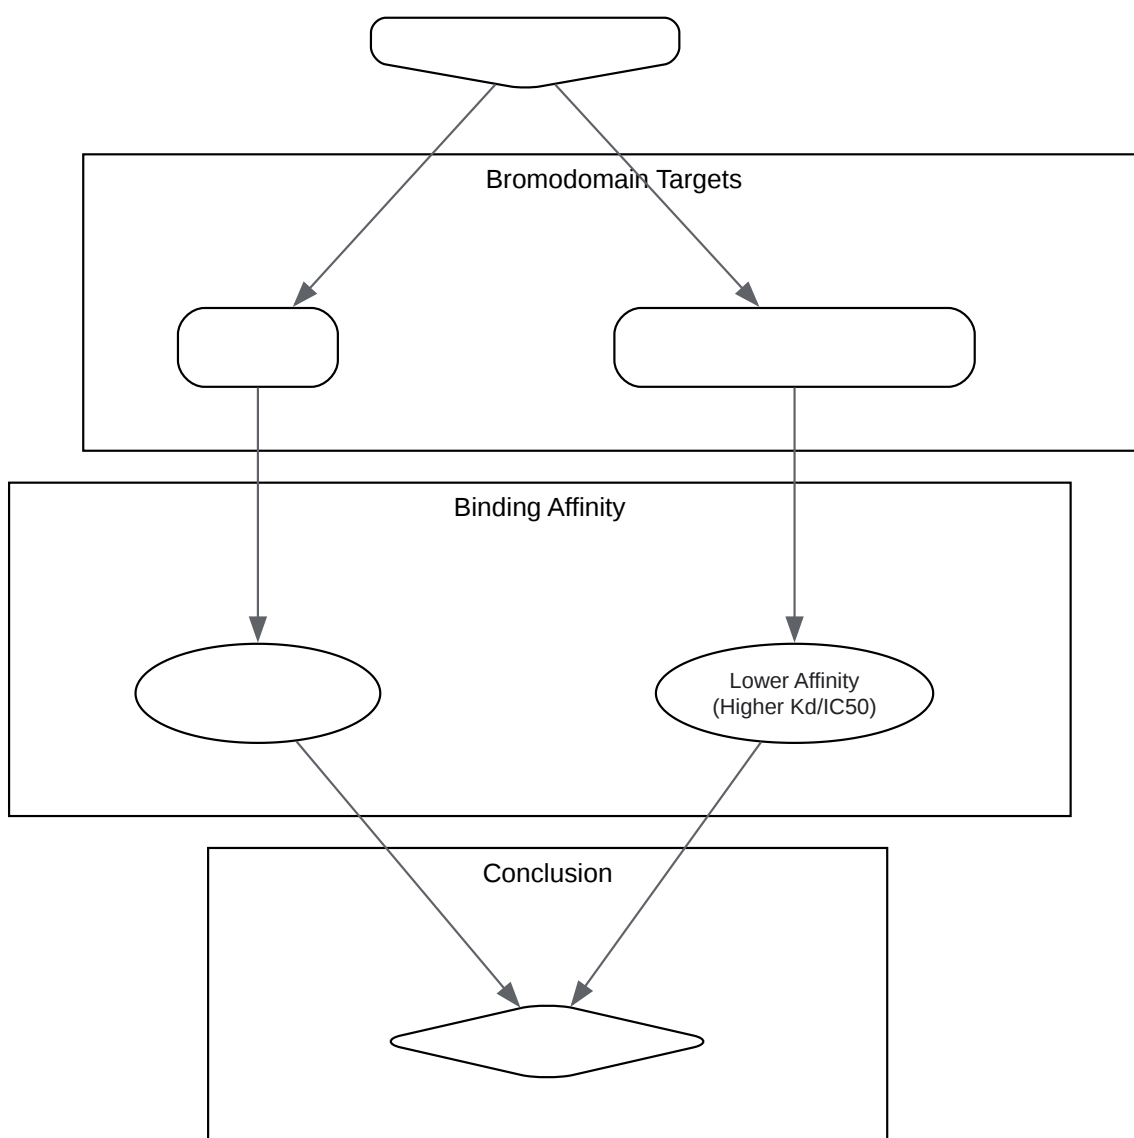 Bromodomain Targets
Binding Affinity
Lower Affinity
(Higher Kd/IC50)
Conclusion